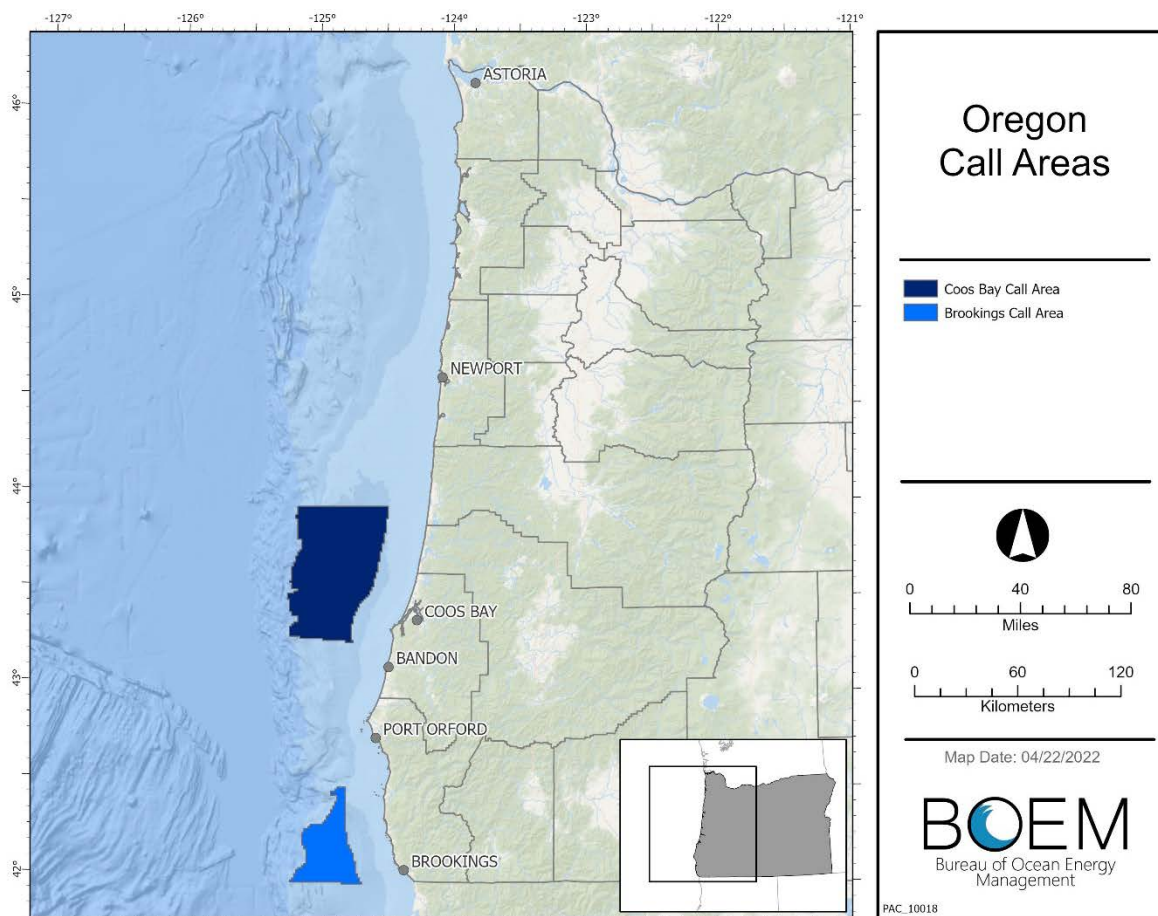 -127°
-126°
-125°
-124°
-123°
-122°
-121°
46°
45°
44°
43°
42°
ASTORIA
NEWPORT
COOS BAY
BANDON
PORT ORFORD
BROOKINGS
Oregon
Call Areas
Coos Bay Call Area
Brookings Call Area
0 40 80
Miles
0 60 120
Kilometers
Map Date: 04/22/2022
BOEM
Bureau of Ocean Energy
Management
PAC_10018